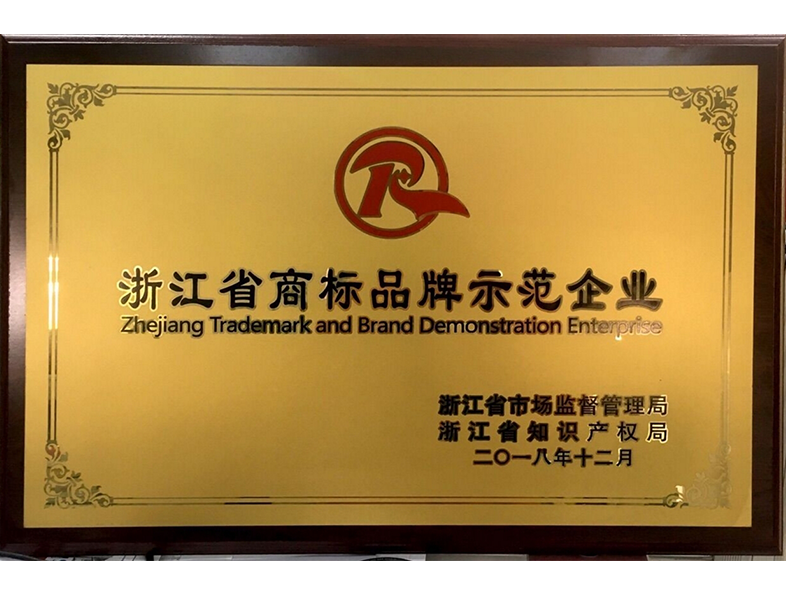 浙江省商标品牌示范企业
Zhejiang Trademark and Brand Demonstration Enterprise
浙江省市场监督管理局
浙江省知识产权局
二〇一八年十二月